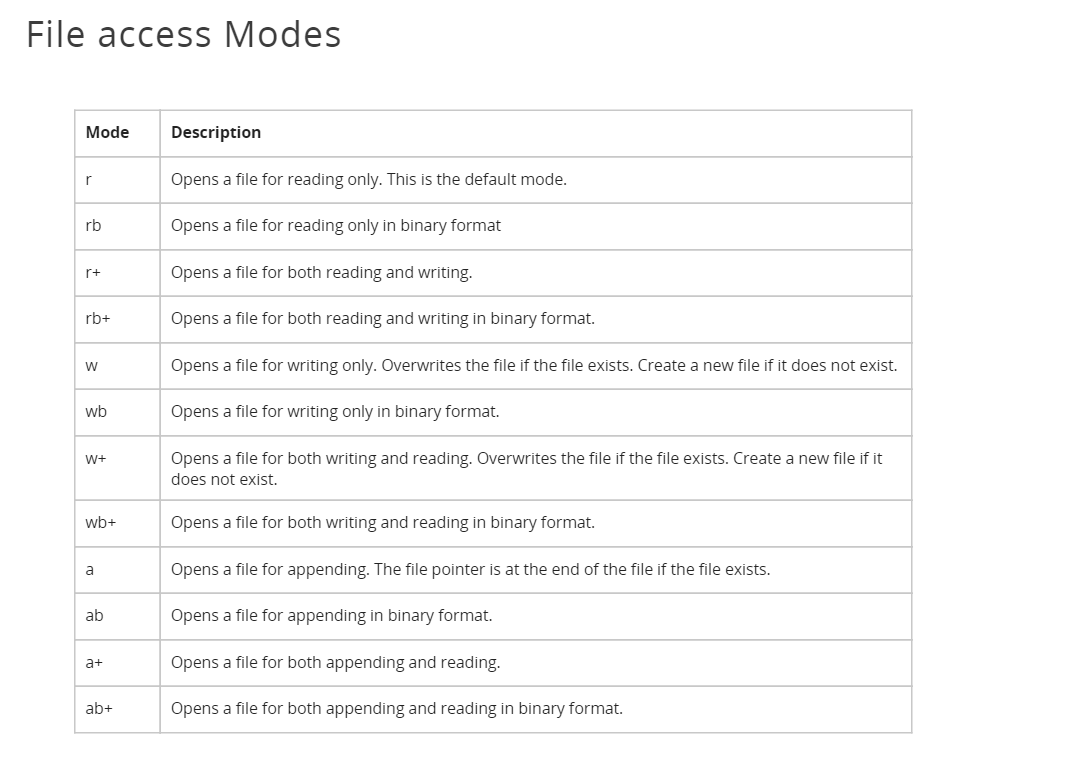 File access Modes
Mode Description
r Opens a file for reading only. This is the default mode.
rb Opens a file for reading only in binary format
r+ Opens a file for both reading and writing.
rb+ Opens a file for both reading and writing in binary format.
w Opens a file for writing only. Overwrites the file if the file exists. Create a new file if it does not exist.
wb Opens a file for writing only in binary format.
w+ Opens a file for both writing and reading. Overwrites the file if the file exists. Create a new file if it
does not exist.
wb+ Opens a file for both writing and reading in binary format.
a Opens a file for appending. The file pointer is at the end of the file if the file exists.
ab Opens a file for appending in binary format.
a+ Opens a file for both appending and reading.
ab+ Opens a file for both appending and reading in binary format.